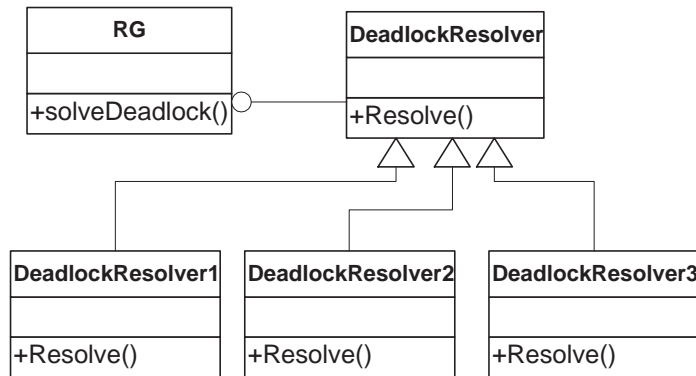 RG
+solveDeadlock()
DeadlockResolver
+Resolve()
DeadlockResolver1
+Resolve()
DeadlockResolver2
+Resolve()
DeadlockResolver3
+Resolve()